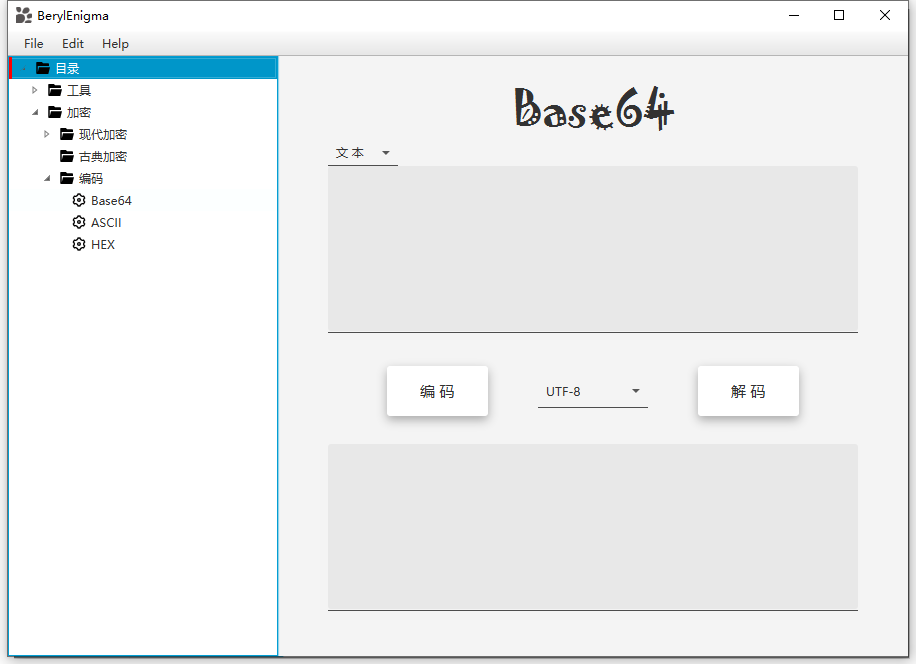 BerylEnigma
File Edit Help
目录
工具
加密
现代加密
古典加密
编码
Base64
ASCII
HEX
Base64
文本
编码
UTF-8
解码